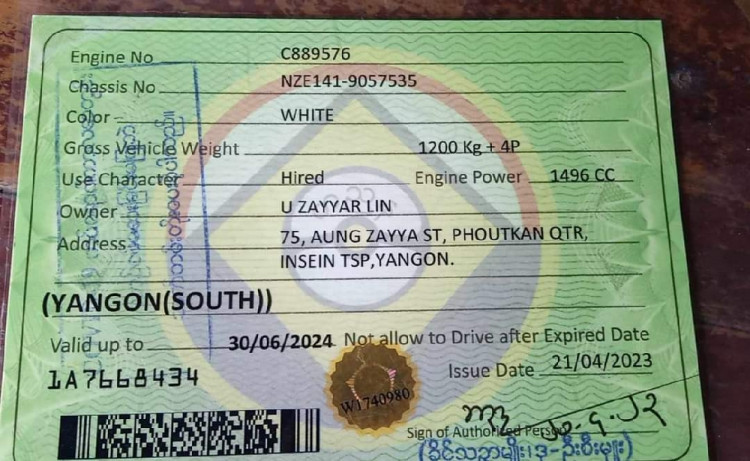 Engine No C889576
Chassis No NZE141-9057535
Color WHITE
Gross Vehicle Weight 1200 Kg + 4P
Use Character Hired Engine Power 1496 CC
Owner U ZAYYAR LIN
Address 75, AUNG ZAYYA ST, PHOUTKAN QTR,
INSEIN TSP,YANGON.
(YANGON(SOUTH))
Valid up to 30/06/2024 Not allow to Drive after Expired Date
Issue Date 21/04/2023
1A7668434
W1740980
Sign of Authorized Person